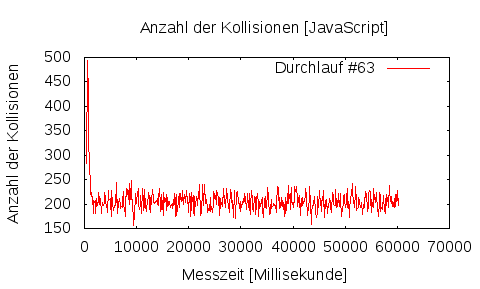 Anzahl der Kollisionen [JavaScript]
500
Durchlauf #63
450
400
350
300
250
200
150
Anzahl der Kollisionen
0 10000 20000 30000 40000 50000 60000 70000
Messzeit [Millisekunde]